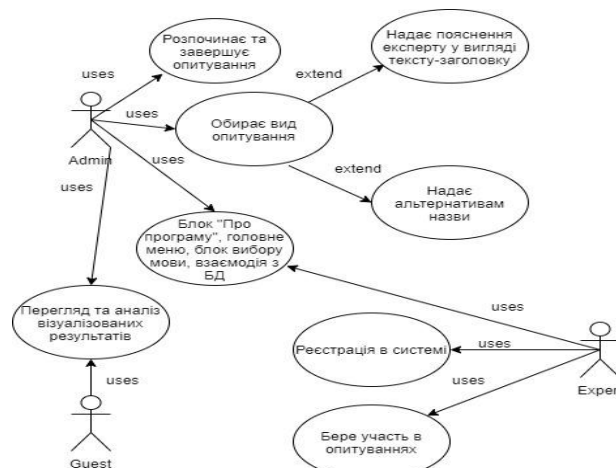 Розпочинає та
завершує
опитування
Надає пояснення
експерту у вигляді
тексту-заголовку
uses
extend
uses
Обирає вид
опитування
Admin
uses
extend
uses
Надає
альтернативам
назви
Блок "Про
програму", головне
меню, блок вибору
мови, взаємодія з
БД
Перегляд та аналіз
візуалізованих
результатів
uses
Реєстрація в системі
uses
Exper
uses
uses
Бере участь в
опитуваннях
Guest